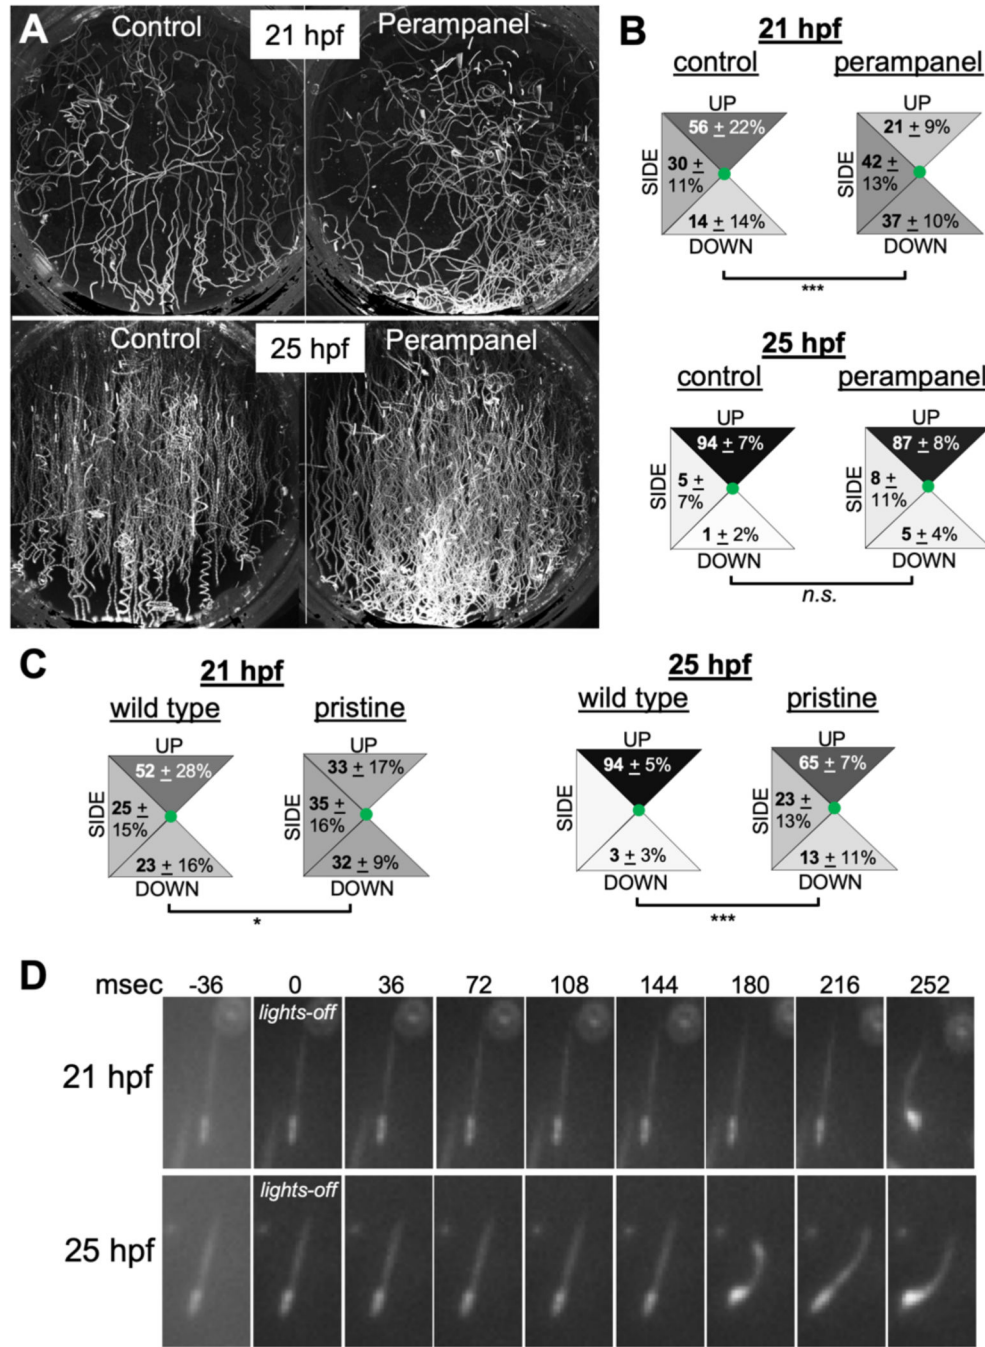 A
Control
21 hpf
Perampanel
Control
25 hpf
Perampanel
B
21 hpf
control
perampanel
UP
UP
56 ± 22%
21 ± 9%
SIDE
30 ±
11%
SIDE
42 ±
13%
14 ± 14%
37 ± 10%
DOWN
DOWN
***
25 hpf
control
perampanel
UP
UP
94 ± 7%
87 ± 8%
SIDE
5 ±
7%
SIDE
8 ±
11%
1 ± 2%
5 ± 4%
DOWN
DOWN
n.s.
C
21 hpf
wild type
pristine
UP
UP
52 ± 28%
33 ± 17%
SIDE
25 ±
15%
SIDE
35 ±
16%
23 ± 16%
32 ± 9%
DOWN
DOWN
*
25 hpf
wild type
pristine
UP
UP
94 ± 5%
65 ± 7%
SIDE
SIDE
23 ±
13%
3 ± 3%
13 ± 11%
DOWN
DOWN
***
D
msec -36 0 36 72 108 144 180 216 252
lights-off
21 hpf
lights-off
25 hpf